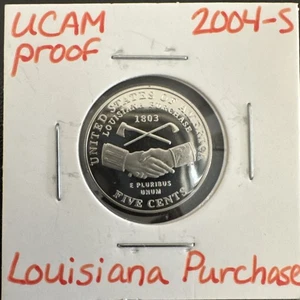 UCAM 2004-S
proof
UNITED STATES OF AMERICA
LOUISIANA PURCHASE
1803
E PLURIBUS
UNUM
FIVE CENTS
Louisiana Purchase